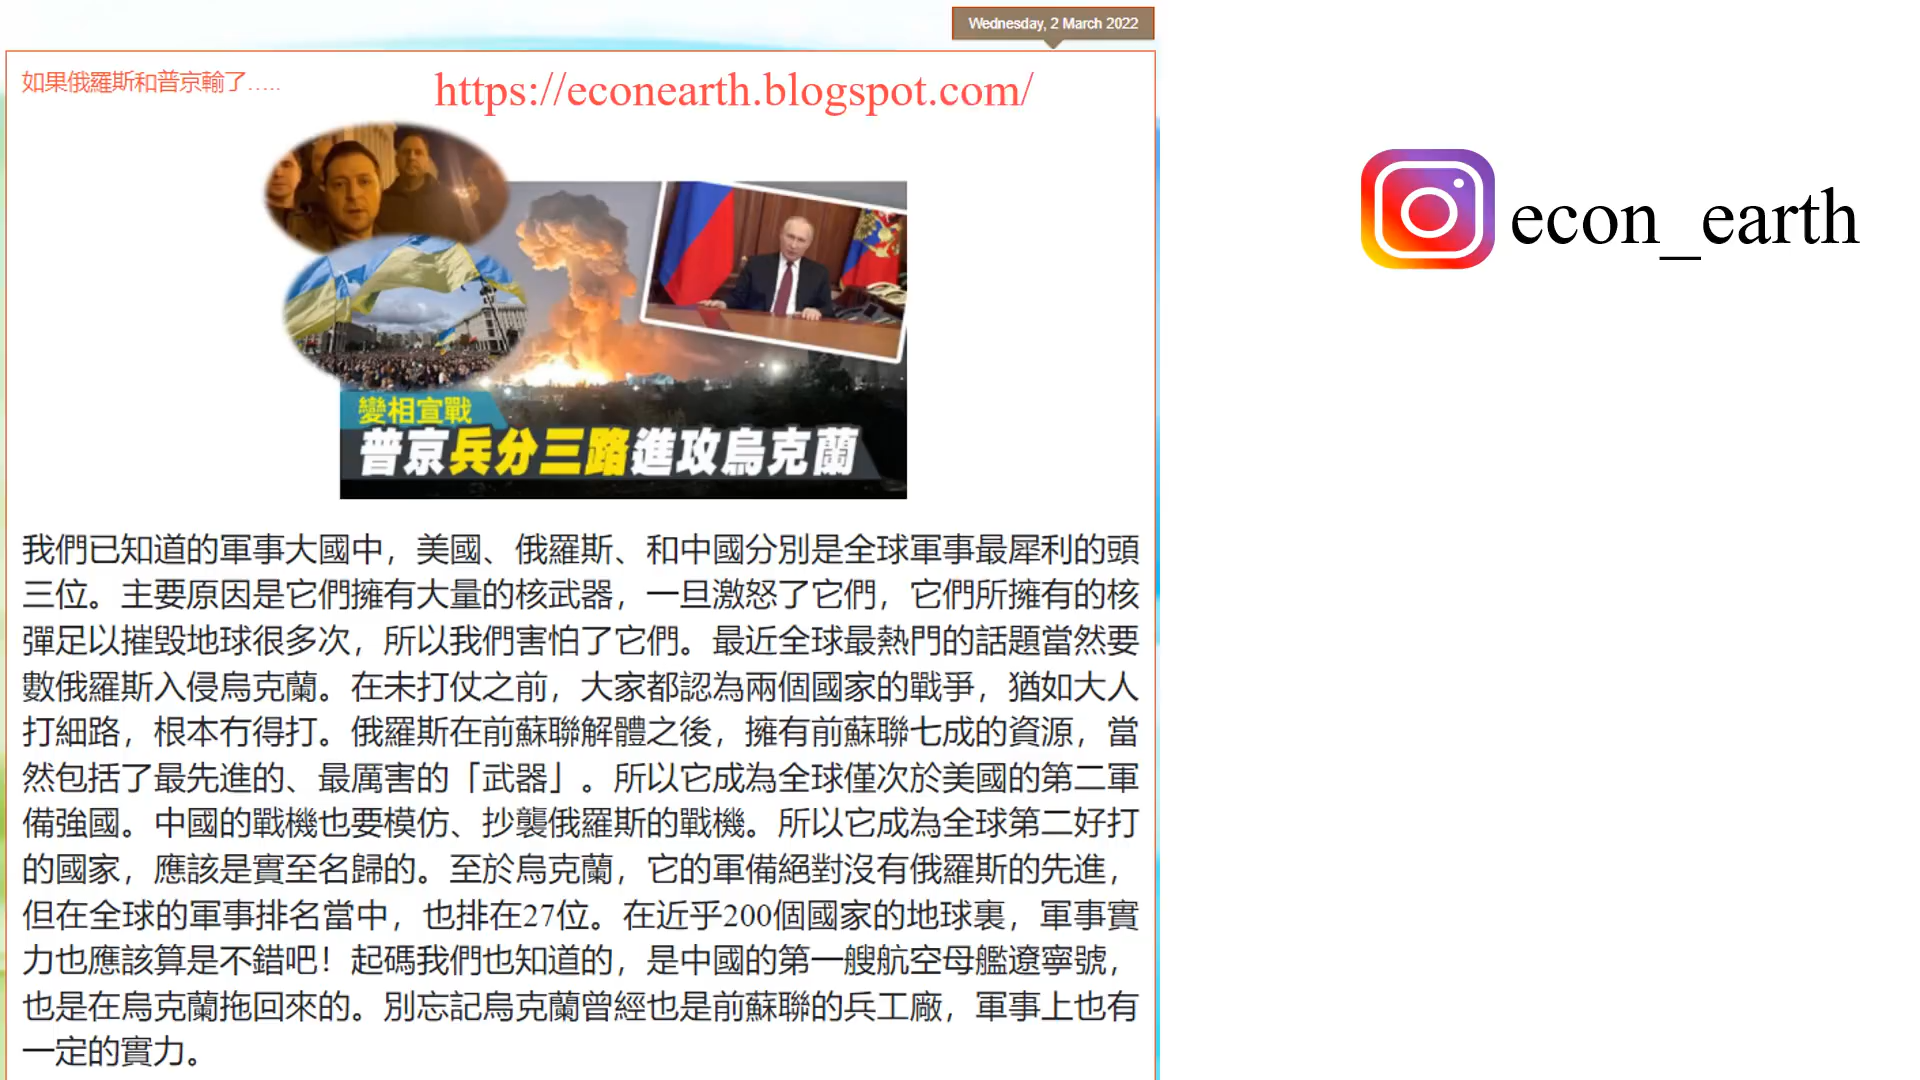 Wednesday, 2 March 2022
如果俄羅斯和普京輸了.....
https://econearth.blogspot.com/
econ_earth
變相宣戰
普京兵分三路進攻烏克蘭
我們已知道的軍事大國中，美國、俄羅斯、和中國分別是全球軍事最犀利的頭
三位。主要原因是它們擁有大量的核武器，一旦激怒了它們，它們所擁有的核
彈足以摧毀地球很多次，所以我們害怕了它們。最近全球最熱門的話題當然要
數俄羅斯入侵烏克蘭。在未打仗之前，大家都認為兩個國家的戰爭，猶如大人
打細路，根本冇得打。俄羅斯在前蘇聯解體之後，擁有前蘇聯七成的資源，當
然包括了最先進的、最厲害的「武器」。所以它成為全球僅次於美國的第二軍
備強國。中國的戰機也要模仿、抄襲俄羅斯的戰機。所以它成為全球第二好打
的國家，應該是實至名歸的。至於烏克蘭，它的軍備絕對沒有俄羅斯的先進，
但在全球的軍事排名當中，也排在27位。在近乎200個國家的地球裏，軍事實
力也應該算是不錯吧！起碼我們也知道的，是中國的第一艘航空母艦遼寧號，
也是在烏克蘭拖回來的。別忘記烏克蘭曾經也是前蘇聯的兵工廠，軍事上也有
一定的實力。